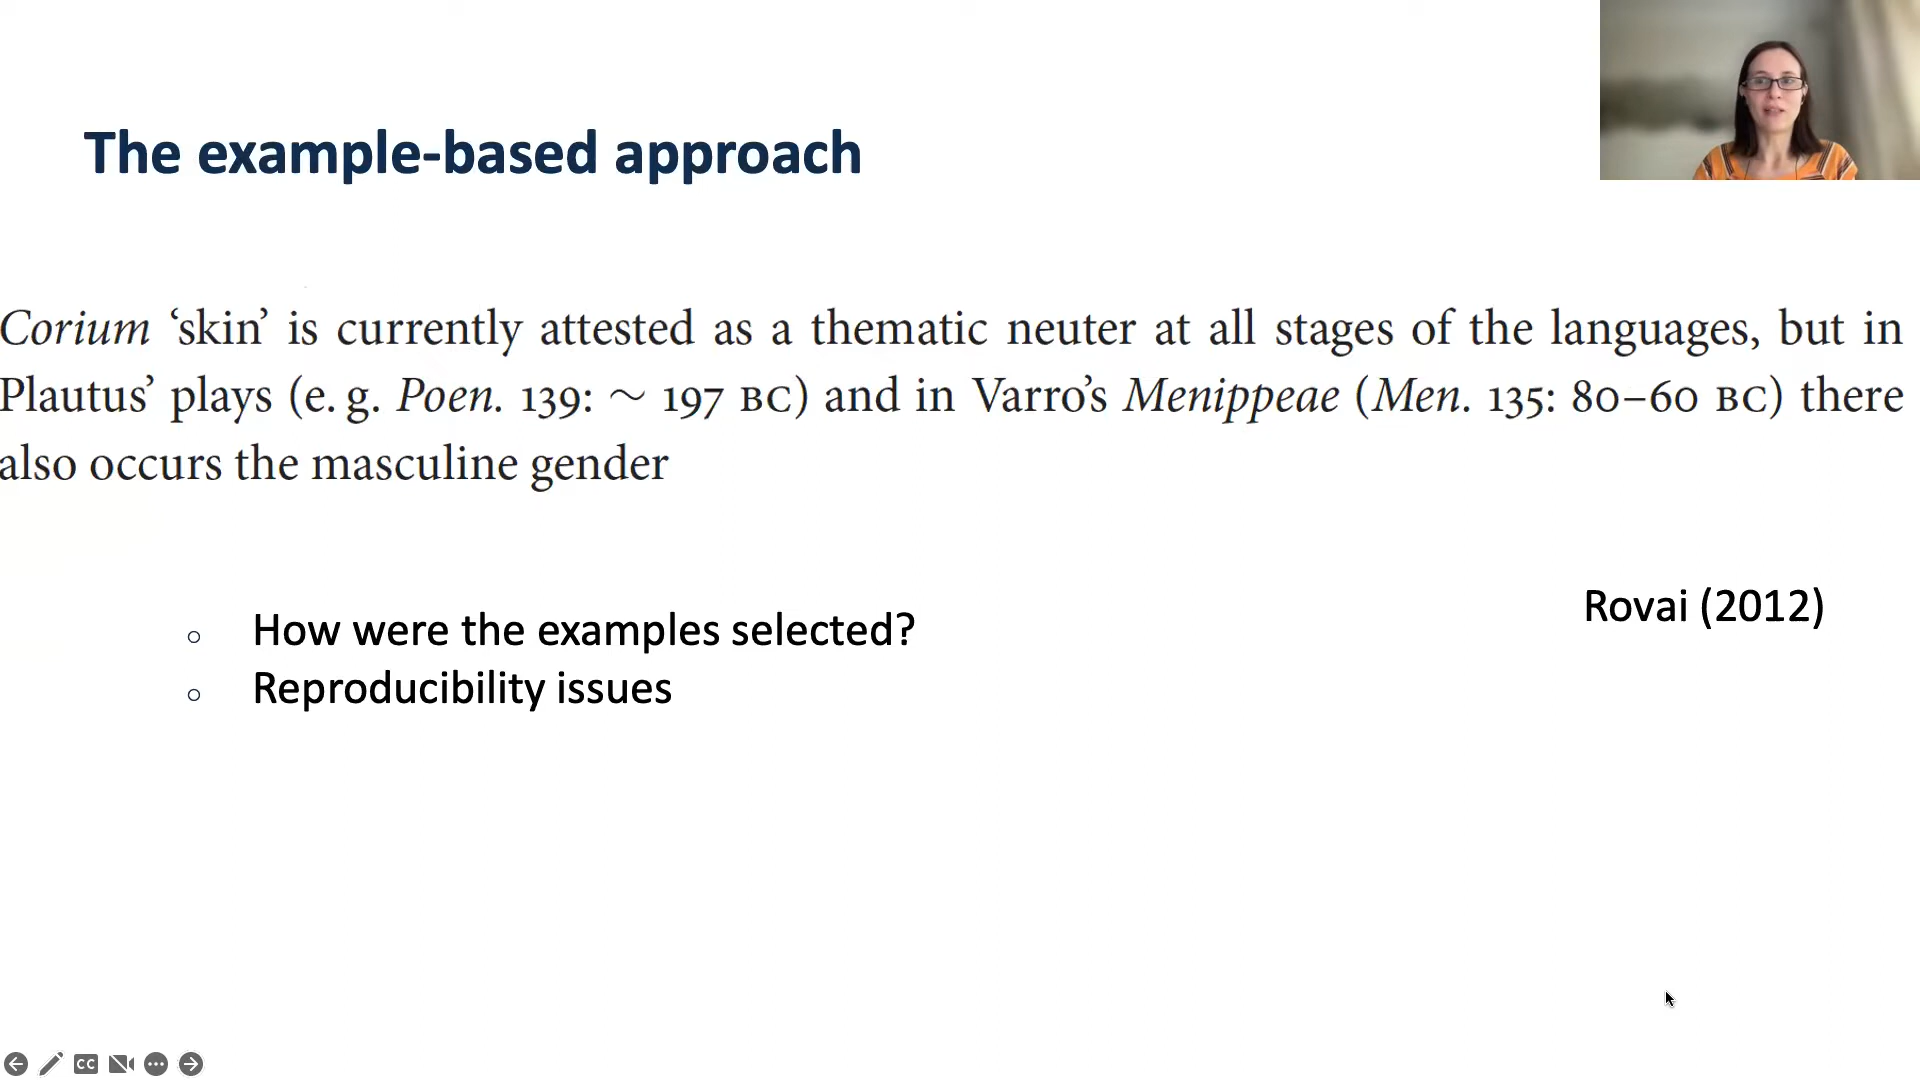 The example-based approach
Corium ‘skin’ is currently attested as a thematic neuter at all stages of the languages, but in
Plautus’ plays (e. g. Poen. 139: ~ 197 BC) and in Varro’s Menippeae (Men. 135: 80–60 BC) there
also occurs the masculine gender
Rovai (2012)
○ How were the examples selected?
○ Reproducibility issues
CC